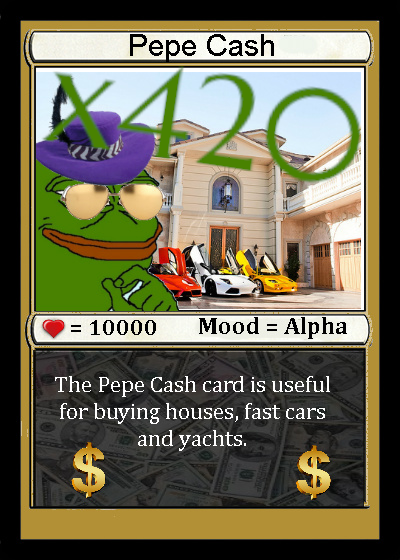 Pepe Cash
X420
= 10000 Mood = Alpha
The Pepe Cash card is useful
for buying houses, fast cars
and yachts.
$ $